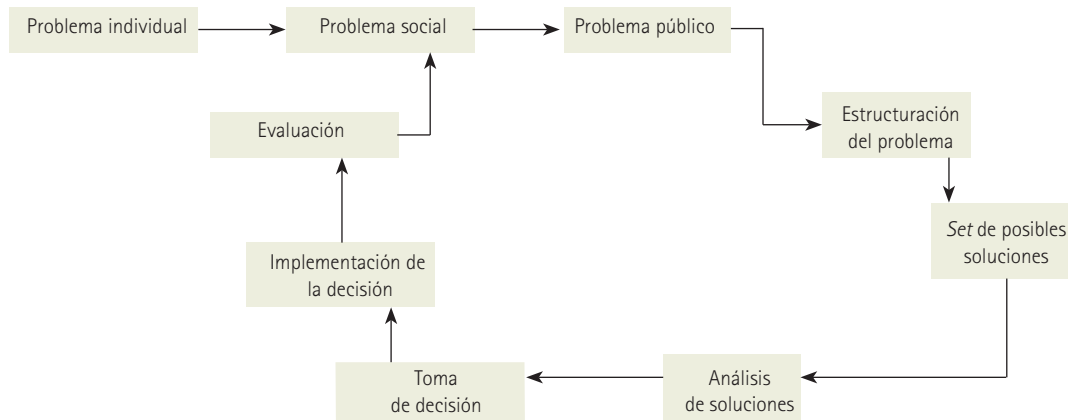 Problema individual
Problema social
Problema público
Estructuración
del problema
Set de posibles
soluciones
Análisis
de soluciones
Toma
de decisión
Implementación de
la decisión
Evaluación